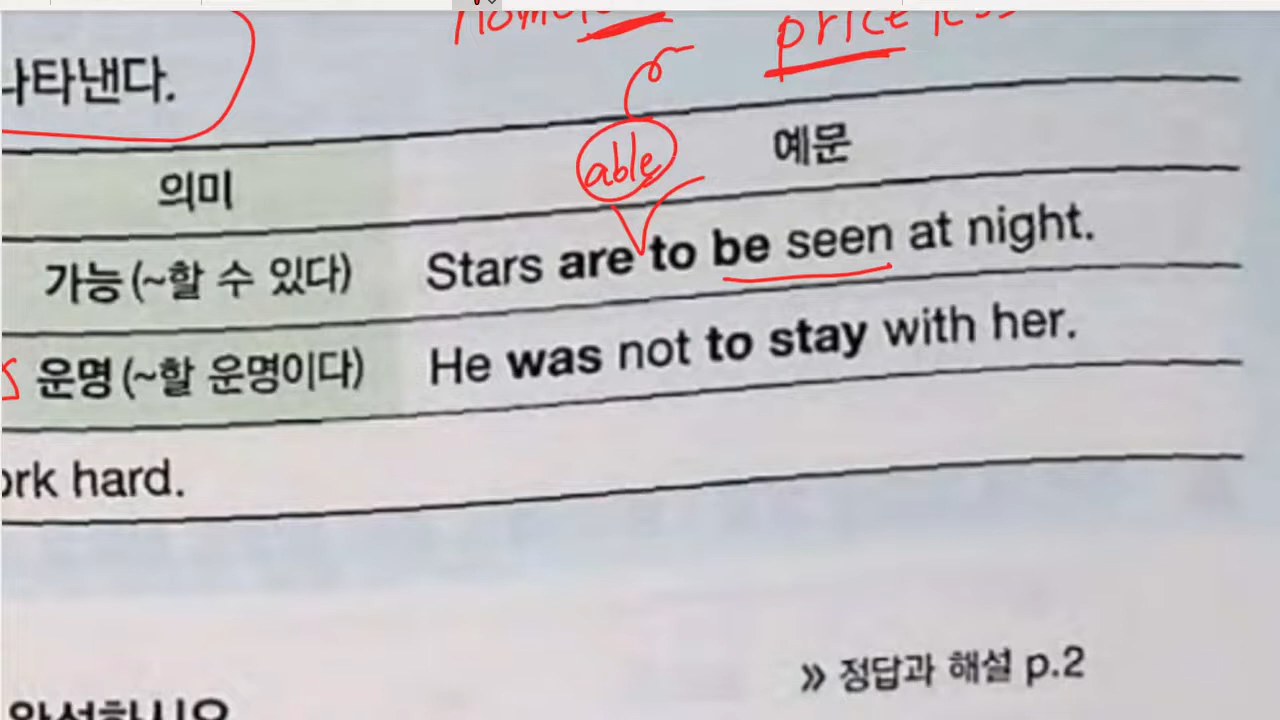 price
나타낸다.
able
의미 예문
가능 (~할 수 있다) Stars are to be seen at night.
운명 (~할 운명이다) He was not to stay with her.
hard.
» 정답과 해설 p.2